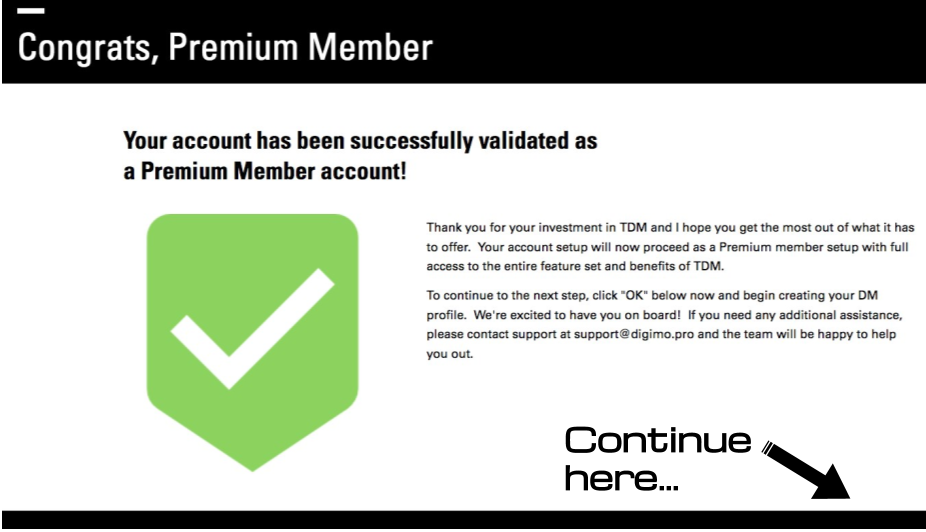 Congrats, Premium Member
Your account has been successfully validated as
a Premium Member account!
Thank you for your investment in TDM and I hope you get the most out of what it has
to offer.  Your account setup will now proceed as a Premium member setup with full
access to the entire feature set and benefits of TDM.
To continue to the next step, click "OK" below now and begin creating your DM
profile.  We're excited to have you on board!  If you need any additional assistance,
please contact support at support@digimo.pro and the team will be happy to help
you out.
Continue
here...